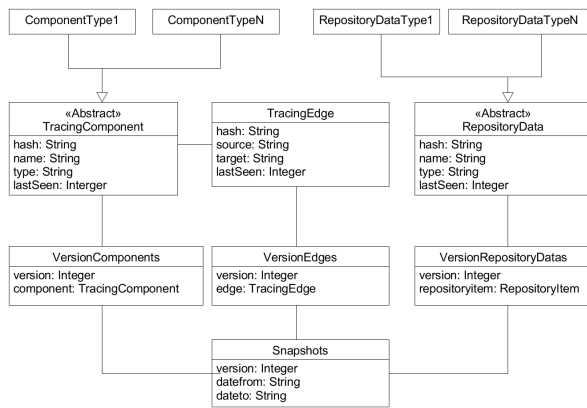 ComponentType1
ComponentTypeN
RepositoryDataType1
RepositoryDataTypeN
«Abstract»
TracingComponent
hash: String
name: String
type: String
lastSeen: Interger
TracingEdge
hash: String
source: String
target: String
lastSeen: Integer
«Abstract»
RepositoryData
hash: String
name: String
type: String
lastSeen: Integer
VersionComponents
version: Integer
component: TracingComponent
VersionEdges
version: Integer
edge: TracingEdge
VersionRepositoryDatas
version: Integer
repositoryitem: RepositoryItem
Snapshots
version: Integer
datefrom: String
dateto: String